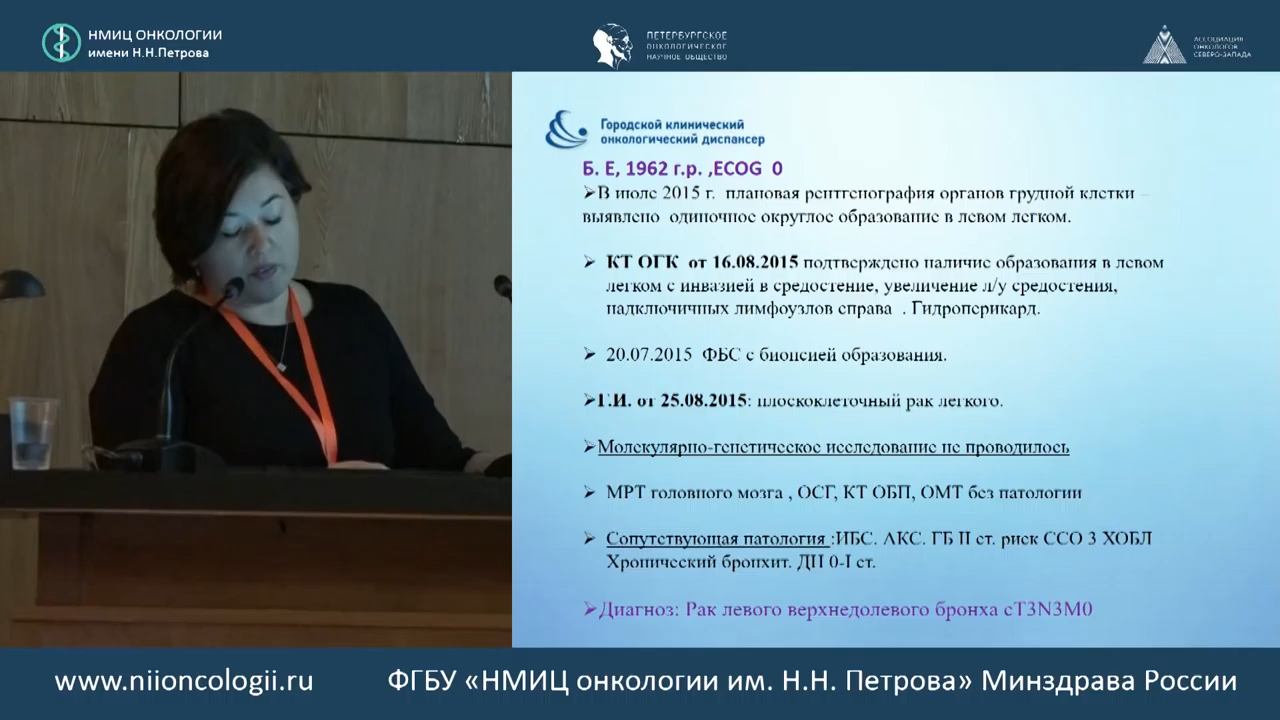 НМИЦ ОНКОЛОГИИ
имени Н.Н.Петрова
ПЕТЕРБУРГСКОЕ
ОНКОЛОГИЧЕСКОЕ
НАУЧНОЕ ОБЩЕСТВО
АССОЦИАЦИЯ
ОНКОЛОГОВ
СЕВЕРО-ЗАПАДА
Городской клинический
онкологический диспансер
Б. Е, 1962 г.р. ,ECOG 0
➢В июле 2015 г. плановая рентгенография органов грудной клетки –
выявлено одиночное округлое образование в левом легком.
➢ КТ ОГК от 16.08.2015 подтверждено наличие образования в левом
легком с инвазией в средостение, увеличение л/у средостения,
надключичных лимфоузлов справа . Гидроперикард.
➢ 20.07.2015 ФБС с биопсией образования.
➢Г.И. от 25.08.2015: плоскоклеточный рак легкого.
➢Молекулярно-генетическое исследование не проводилось
➢ МРТ головного мозга , ОСГ, КТ ОБП, ОМТ без патологии
➢ Сопутствующая патология :ИБС. АКС. ГБ II ст. риск ССО 3 ХОБЛ
Хронический бронхит. ДН 0-I ст.
➢Диагноз: Рак левого верхнедолевого бронха cT3N3M0
www.niioncologii.ru
ФГБУ «НМИЦ онкологии им. Н.Н. Петрова» Минздрава России